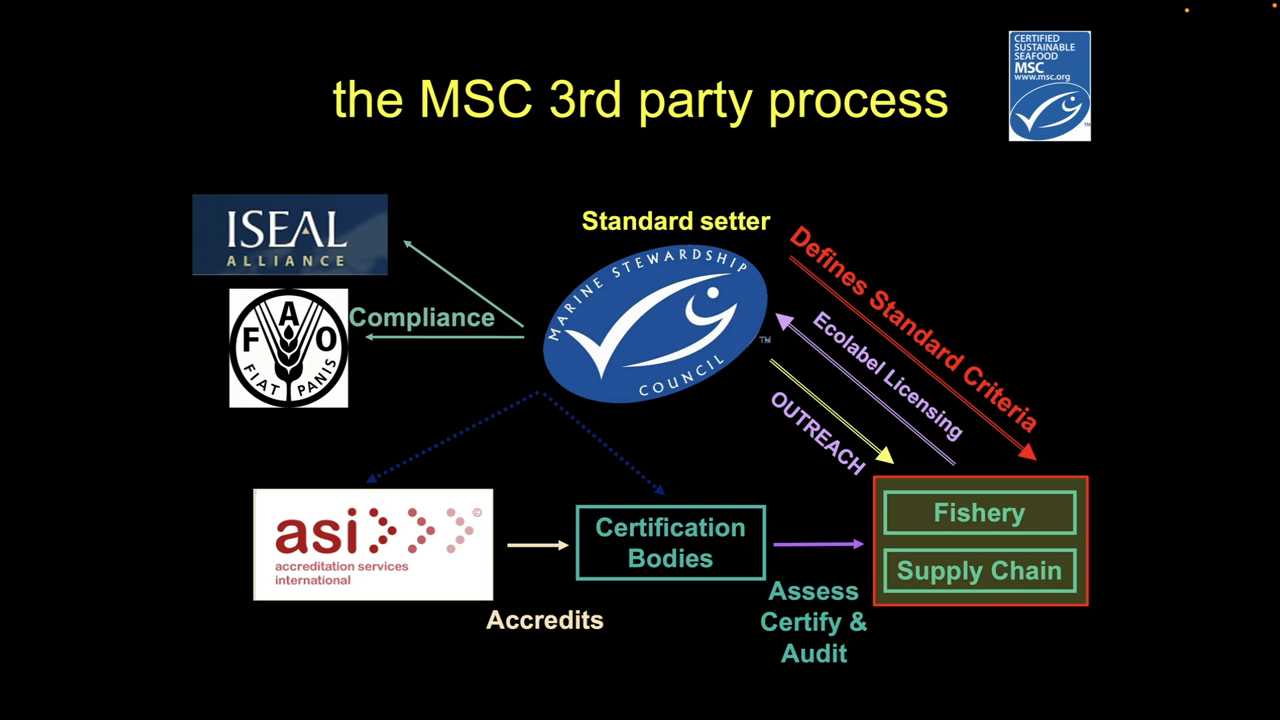 the MSC 3rd party process
CERTIFIED
SUSTAINABLE
SEAFOOD
MSC
www.msc.org
TM
ISEAL
ALLIANCE
Standard setter
MARINE STEWARDSHIP
COUNCIL
TM
Defines Standard Criteria
Ecolabel Licensing
OUTREACH
F A O
FIAT PANIS
Compliance
asi
©
accreditation services
international
Accredits
Certification
Bodies
Assess
Certify &
Audit
Fishery
Supply Chain